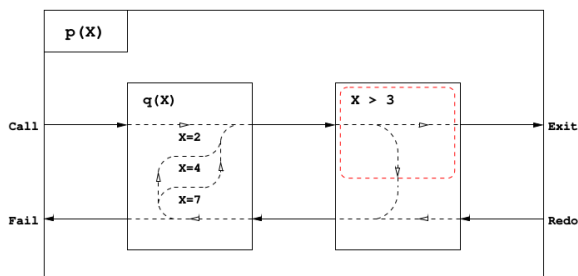 p(X)
q(X)
X > 3
Call
X=2
Exit
X=4
X=7
Fail
Redo